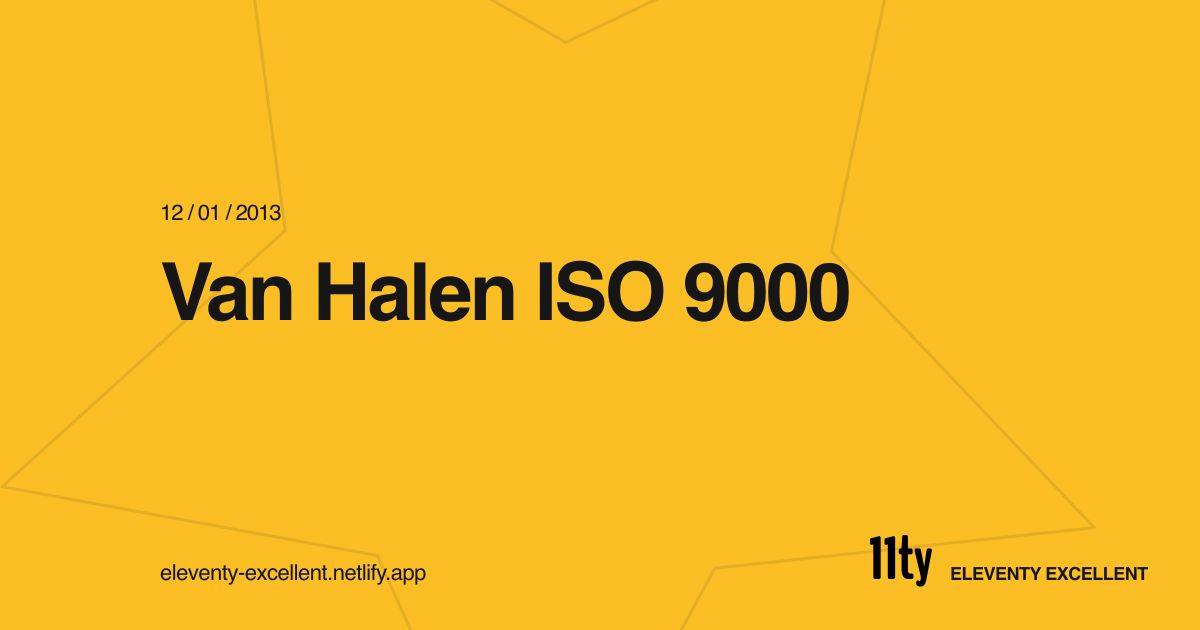 12 / 01 / 2013
Van Halen ISO 9000
eleventy-excellent.netlify.app
11ty ELEVENTY EXCELLENT